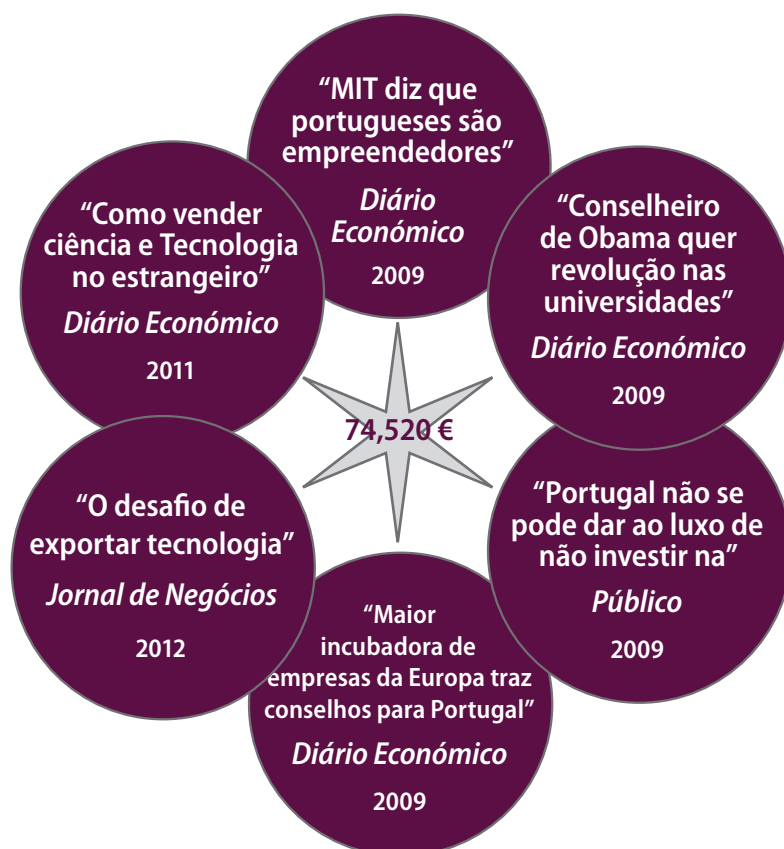 “MIT diz que
portugueses são
empreendedores”
Diário
Económico
2009
“Conselheiro
de Obama quer
revolução nas
universidades”
Diário Económico
2009
“Portugal não se
pode dar ao luxo de
não investir na”
Público
2009
“Maior
incubadora de
empresas da Europa traz
conselhos para Portugal”
Diário Económico
2009
“O desafio de
exportar tecnologia”
Jornal de Negócios
2012
“Como vender
ciência e Tecnologia
no estrangeiro”
Diário Económico
2011
74,520 €